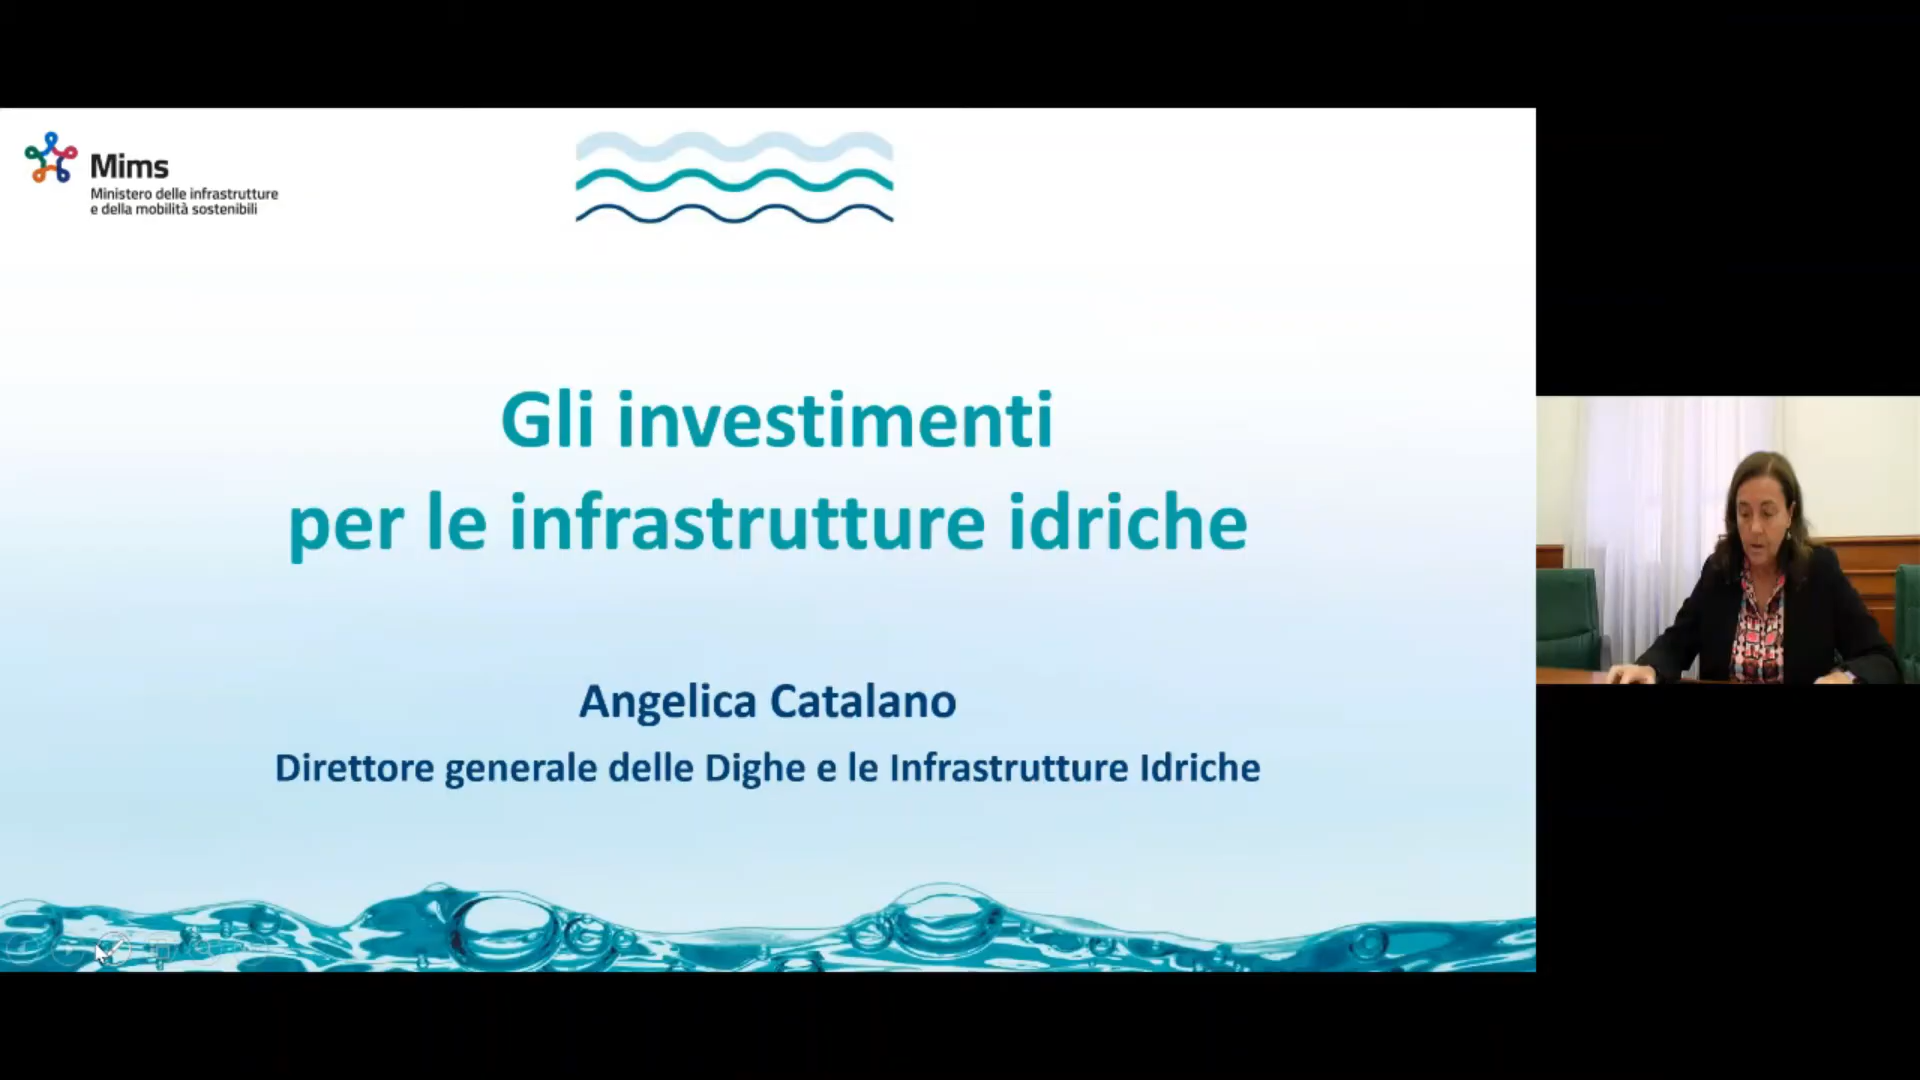 Mims
Ministero delle infrastrutture
e della mobilità sostenibili
Gli investimenti
per le infrastrutture idriche
Angelica Catalano
Direttore generale delle Dighe e le Infrastrutture Idriche